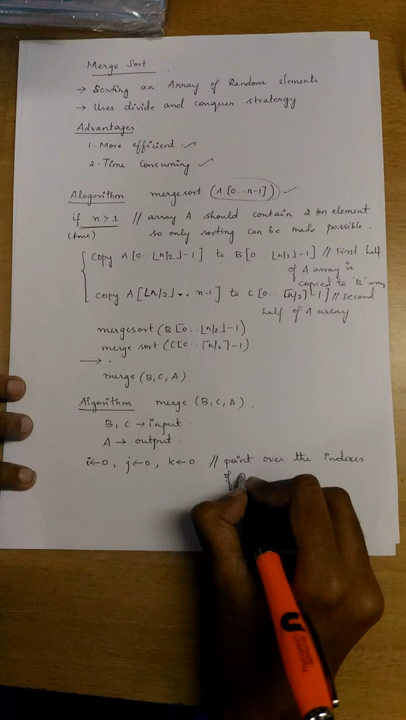 Merge Sort.
→ Sorting an Array of Random elements
→ Uses divide and conquer stratergy
Advantages
1. More efficient ✓
2. Time Consuming ✓
Alogorithm mergesort (A[0..n-1]) ✓
if n>1 // array A should contain 2 element
(true) so only sorting can be made possible.
Copy A[0..⌊n/2⌋-1] to B[0..⌊n/2⌋-1] // First half
of A array is
copied to 'B' array
copy A[⌊n/2⌋.. n-1] to C[0..⌈n/2⌉-1] // second
half of A array
mergesort (B[0..⌊n/2⌋-1)
merge sort (C[0..⌈n/2⌉-1).
→ .
merge (B, C, A).
Algorithm merge (B, C, A).
B, C → input.
A → output.
i←0, j←0, k←0 // point over the indexes
of